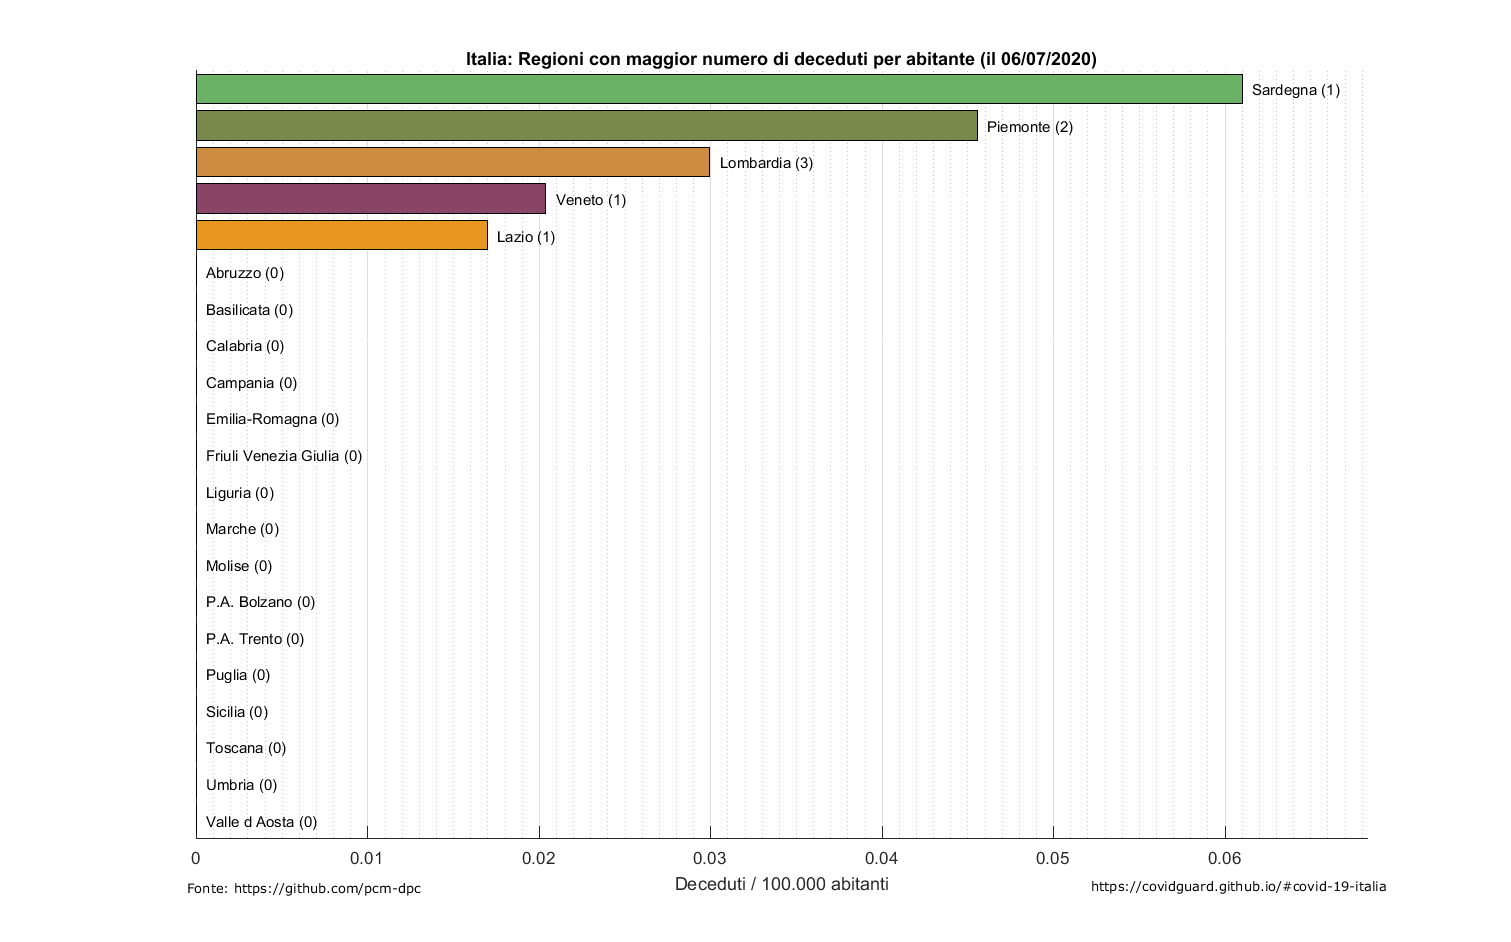 Italia: Regioni con maggior numero di deceduti per abitante (il 06/07/2020)
Sardegna (1)
Piemonte (2)
Lombardia (3)
Veneto (1)
Lazio (1)
Abruzzo (0)
Basilicata (0)
Calabria (0)
Campania (0)
Emilia-Romagna (0)
Friuli Venezia Giulia (0)
Liguria (0)
Marche (0)
Molise (0)
P.A. Bolzano (0)
P.A. Trento (0)
Puglia (0)
Sicilia (0)
Toscana (0)
Umbria (0)
Valle d Aosta (0)
0 0.01 0.02 0.03 0.04 0.05 0.06
Deceduti / 100.000 abitanti
Fonte: https://github.com/pcm-dpc
https://covidguard.github.io/#covid-19-italia